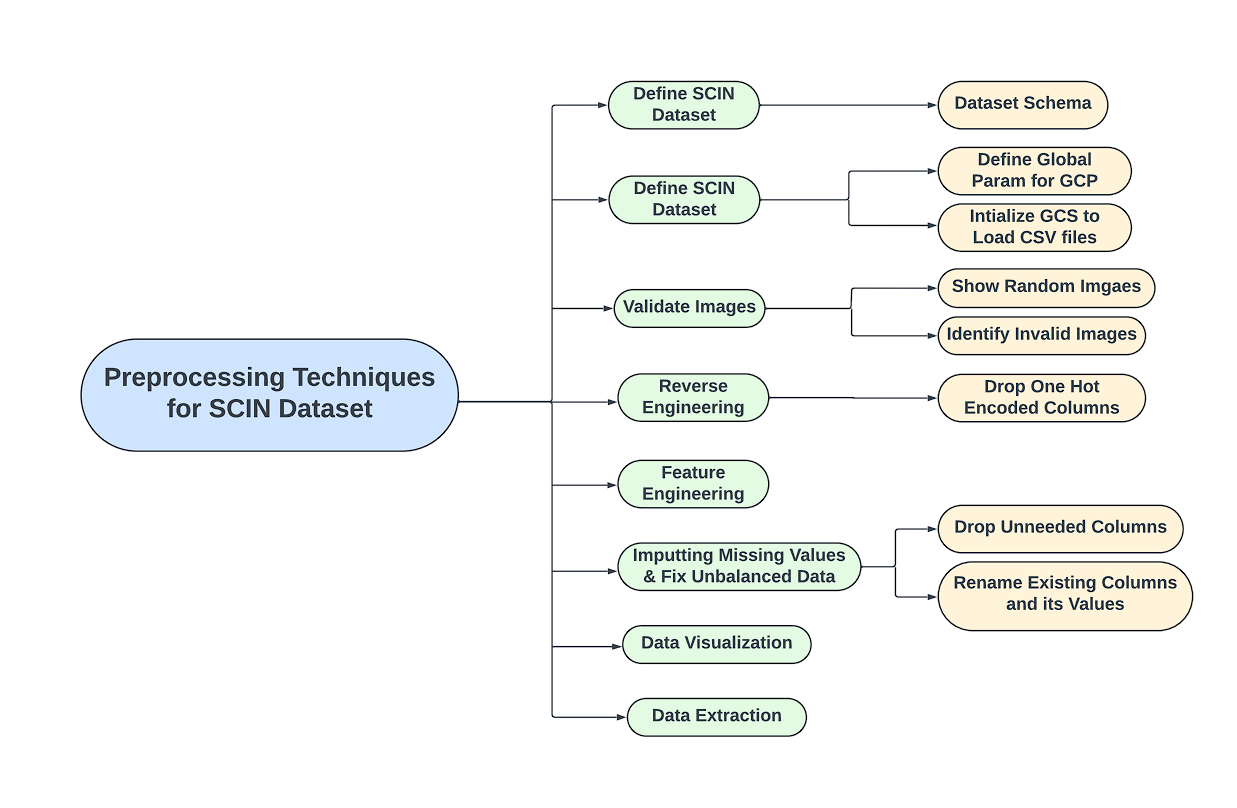 Preprocessing Techniques
for SCIN Dataset
Define SCIN
Dataset
Dataset Schema
Define SCIN
Dataset
Define Global
Param for GCP
Intialize GCS to
Load CSV files
Validate Images
Show Random Imgaes
Identify Invalid Images
Reverse
Engineering
Drop One Hot
Encoded Columns
Feature
Engineering
Imputting Missing Values
& Fix Unbalanced Data
Drop Unneeded Columns
Rename Existing Columns
and its Values
Data Visualization
Data Extraction